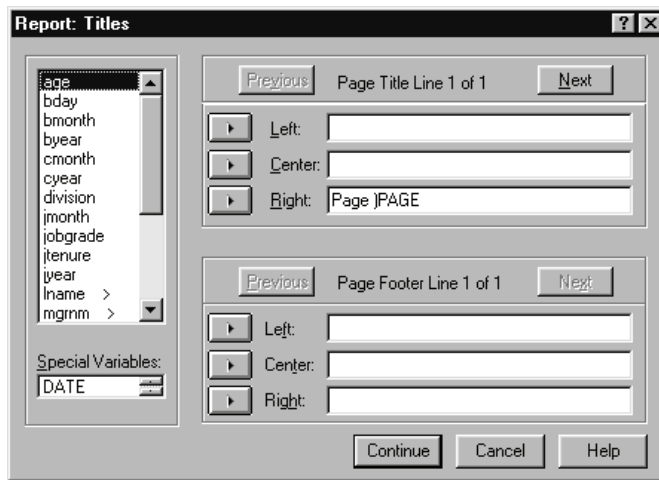 Report: Titles
age
bday
bmonth
byear
cmonth
cyear
division
jmonth
jobgrade
jtenure
jyear
lname >
mgrnm >
Special Variables:
DATE
Previous Page Title Line 1 of 1 Next
Left:
Center:
Right: Page )PAGE
Previous Page Footer Line 1 of 1 Next
Left:
Center:
Right:
Continue Cancel Help